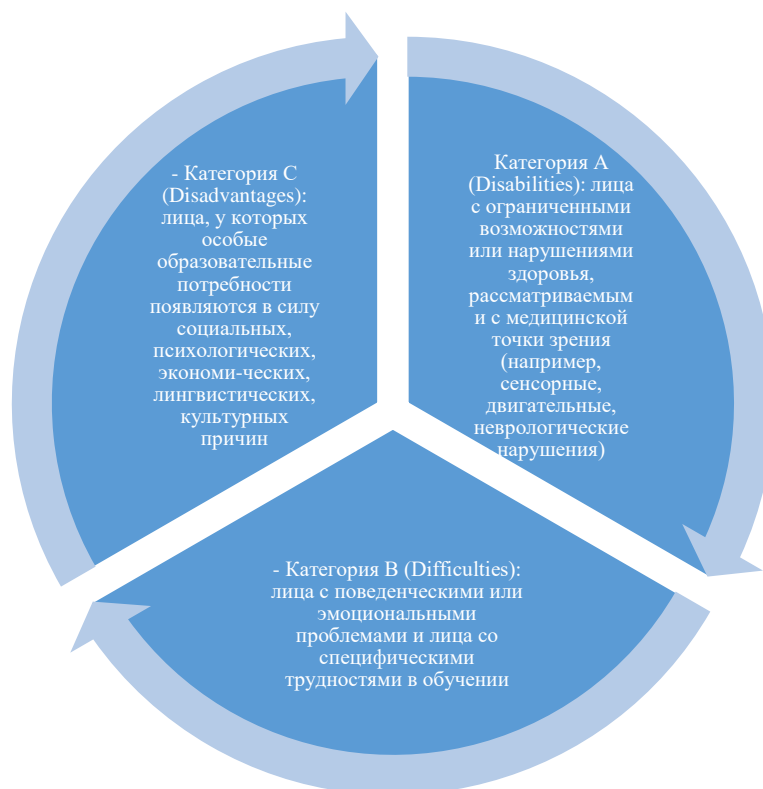 Категория А
(Disabilities): лица
с ограниченными
возможностями
или нарушениями
здоровья,
рассматриваемым
и с медицинской
точки зрения
(например,
сенсорные,
двигательные,
неврологические
нарушения)
- Категория В (Difficulties):
лица с поведенческими или
эмоциональными
проблемами и лица со
специфическими
трудностями в обучении
- Категория С
(Disadvantages):
лица, у которых
особые
образовательные
потребности
появляются в силу
социальных,
психологических,
экономи-ческих,
лингвистических,
культурных
причин